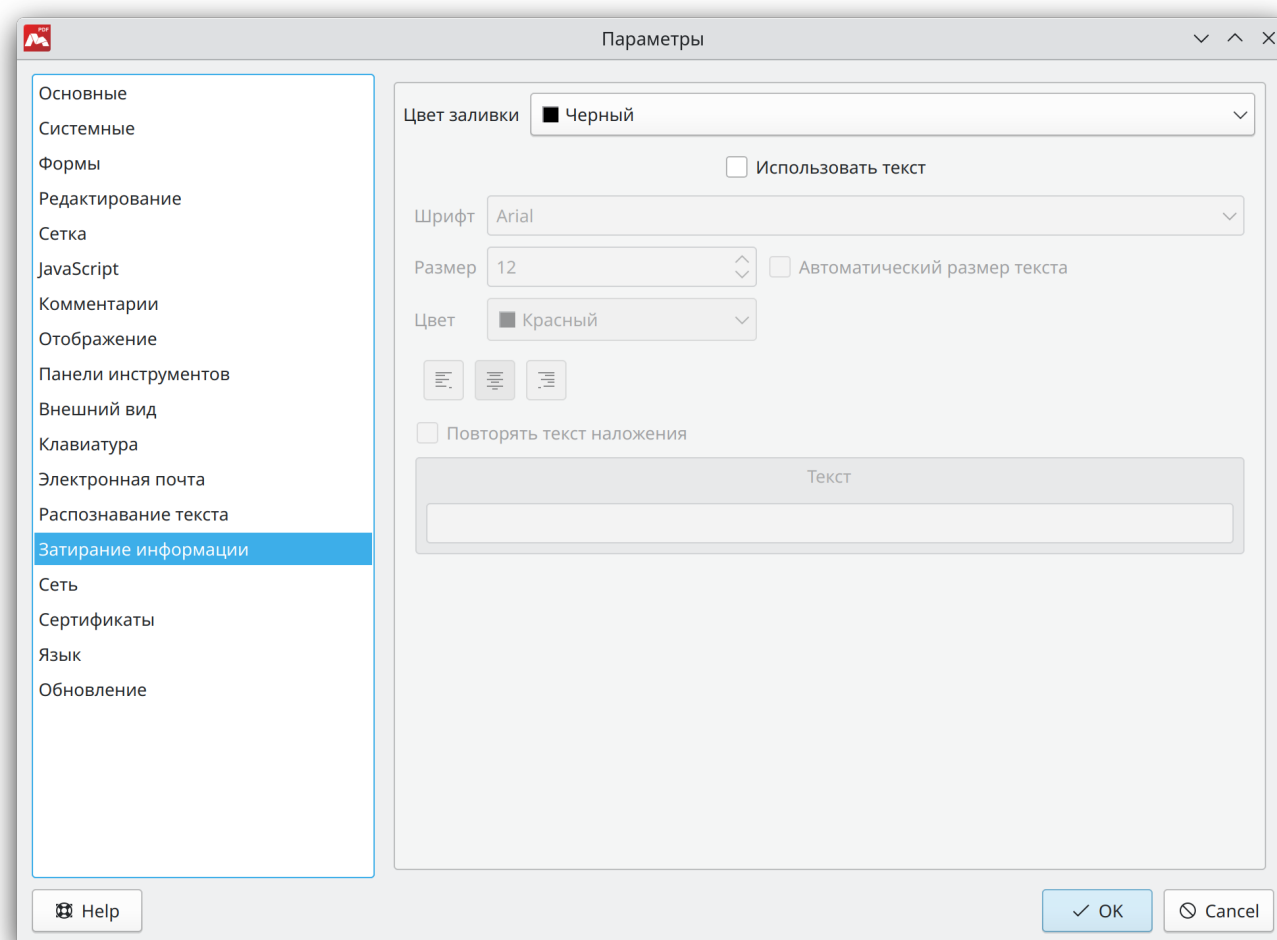 PDF
Параметры
Основные
Системные
Формы
Редактирование
Сетка
JavaScript
Комментарии
Отображение
Панели инструментов
Внешний вид
Клавиатура
Электронная почта
Распознавание текста
Затирание информации
Сеть
Сертификаты
Язык
Обновление
Цвет заливки Черный
Использовать текст
Шрифт Arial
Размер 12 Автоматический размер текста
Цвет Красный
Повторять текст наложения
Текст
Help OK Cancel